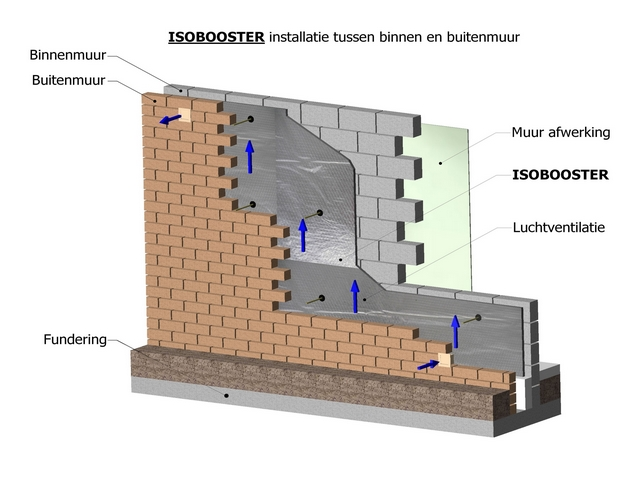 ISOBOOSTER installatie tussen binnen en buitenmuur
Binnenmuur
Buitenmuur
Muur afwerking
ISOBOOSTER
Luchtventilatie
Fundering